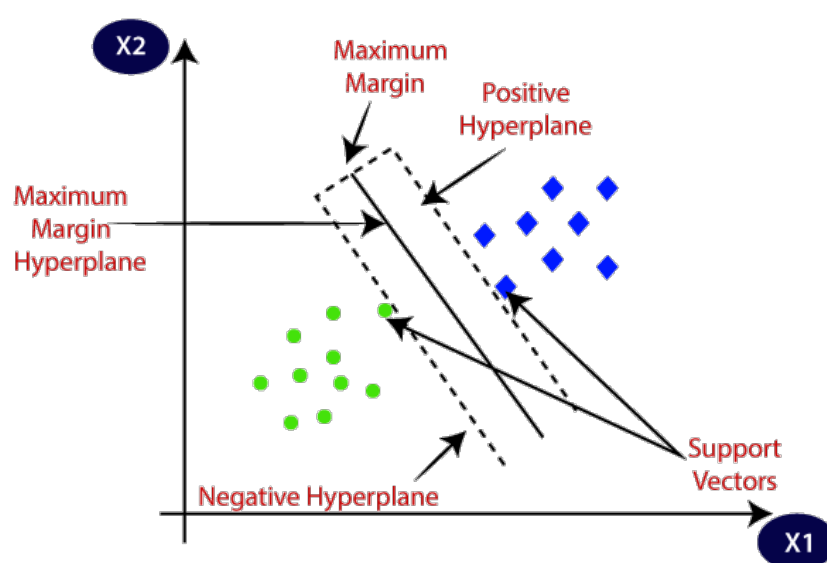 X2
Maximum
Margin
Positive
Hyperplane
Maximum
Margin
Hyperplane
Support
Vectors
Negative Hyperplane
X1